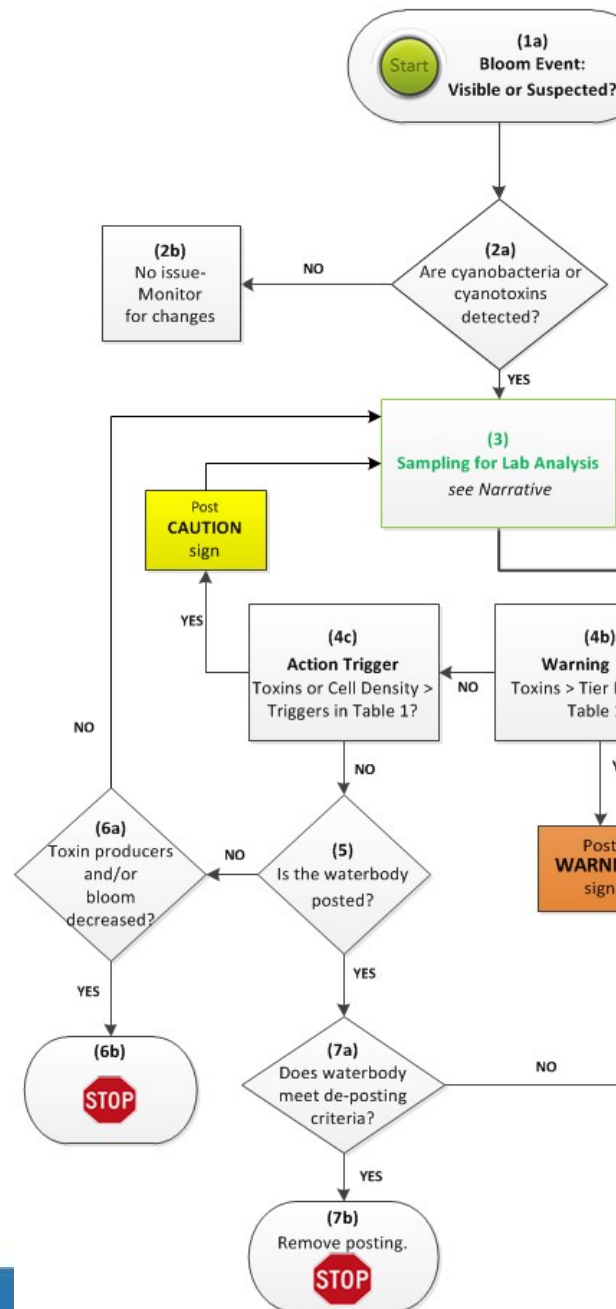 (1a)
Start
Bloom Event:
Visible or Suspected?
(2b)
No issue-
Monitor
for changes
NO
(2a)
Are cyanobacteria or
cyanotoxins
detected?
YES
(3)
Sampling for Lab Analysis
see Narrative
Post
CAUTION
sign
YES
(4c)
Action Trigger
Toxins or Cell Density >
Triggers in Table 1?
NO
(4b)
Warning
Toxins > Tier
Table
NO
NO
Post
sign
(6a)
Toxin producers
and/or
bloom
decreased?
NO
(5)
Is the waterbody
posted?
YES
YES
(6b)
STOP
(7a)
Does waterbody
meet de-posting
criteria?
NO
YES
(7b)
Remove posting.
STOP